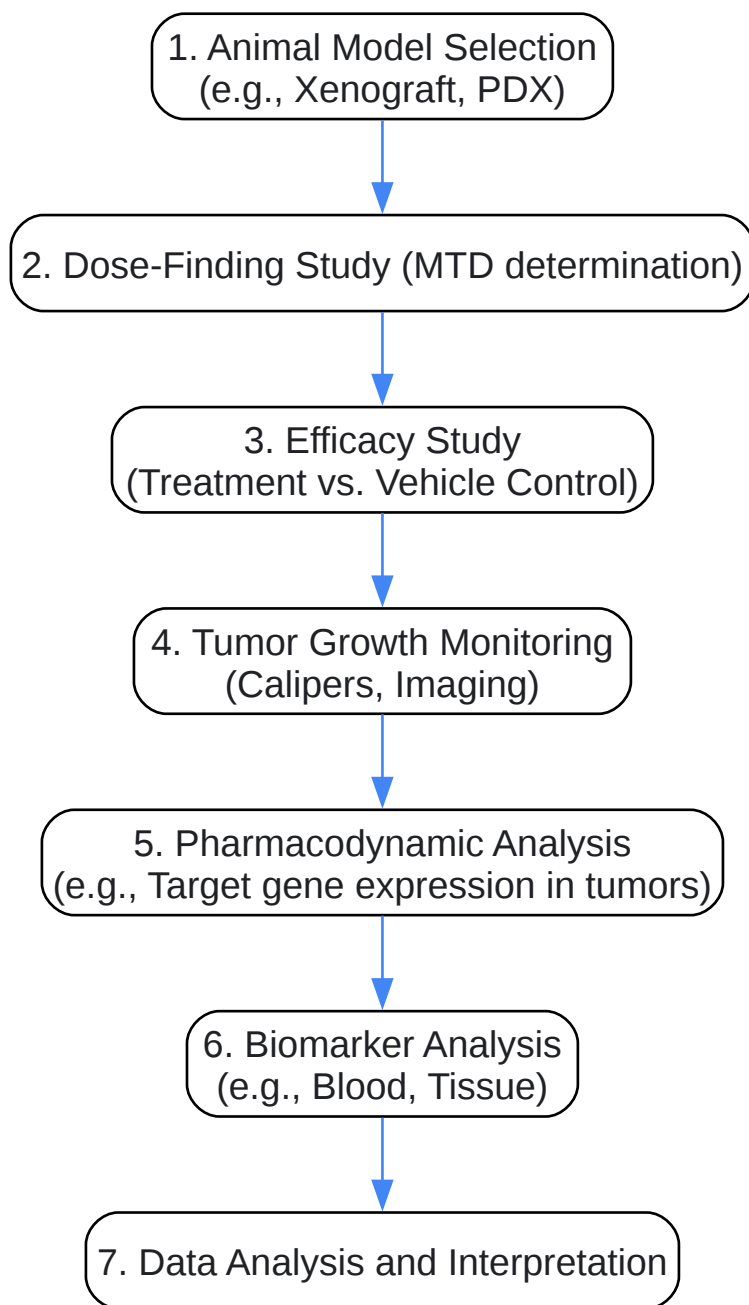 1. Animal Model Selection
(e.g., Xenograft, PDX)
2. Dose-Finding Study (MTD determination)
3. Efficacy Study
(Treatment vs. Vehicle Control)
4. Tumor Growth Monitoring
(Calipers, Imaging)
5. Pharmacodynamic Analysis
(e.g., Target gene expression in tumors)
6. Biomarker Analysis
(e.g., Blood, Tissue)
7. Data Analysis and Interpretation